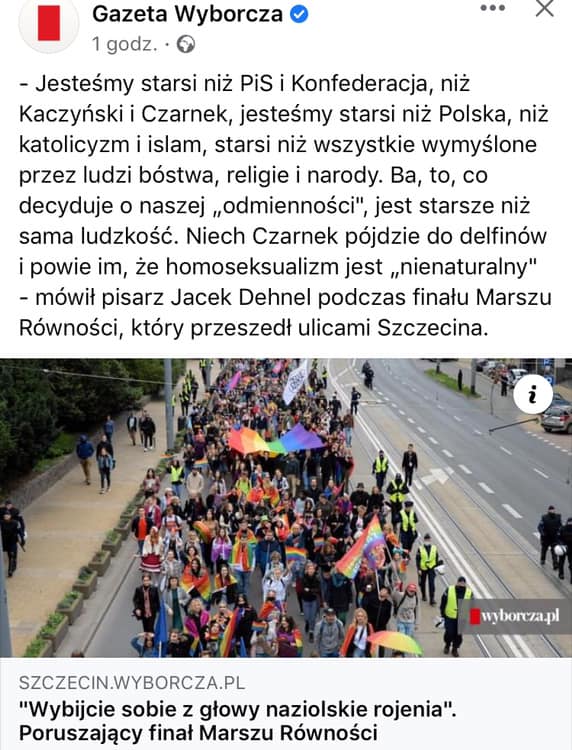 Gazeta Wyborcza
1 godz. ·
- Jesteśmy starsi niż PiS i Konfederacja, niż
Kaczyński i Czarnek, jesteśmy starsi niż Polska, niż
katolicyzm i islam, starsi niż wszystkie wymyślone
przez ludzi bóstwa, religie i narody. Ba, to, co
decyduje o naszej „odmienności", jest starsze niż
sama ludzkość. Niech Czarnek pójdzie do delfinów
i powie im, że homoseksualizm jest „nienaturalny"
- mówił pisarz Jacek Dehnel podczas finału Marszu
Równości, który przeszedł ulicami Szczecina.
wyborcza.pl
SZCZECIN.WYBORCZA.PL
"Wybijcie sobie z głowy naziolskie rojenia".
Poruszający finał Marszu Równości